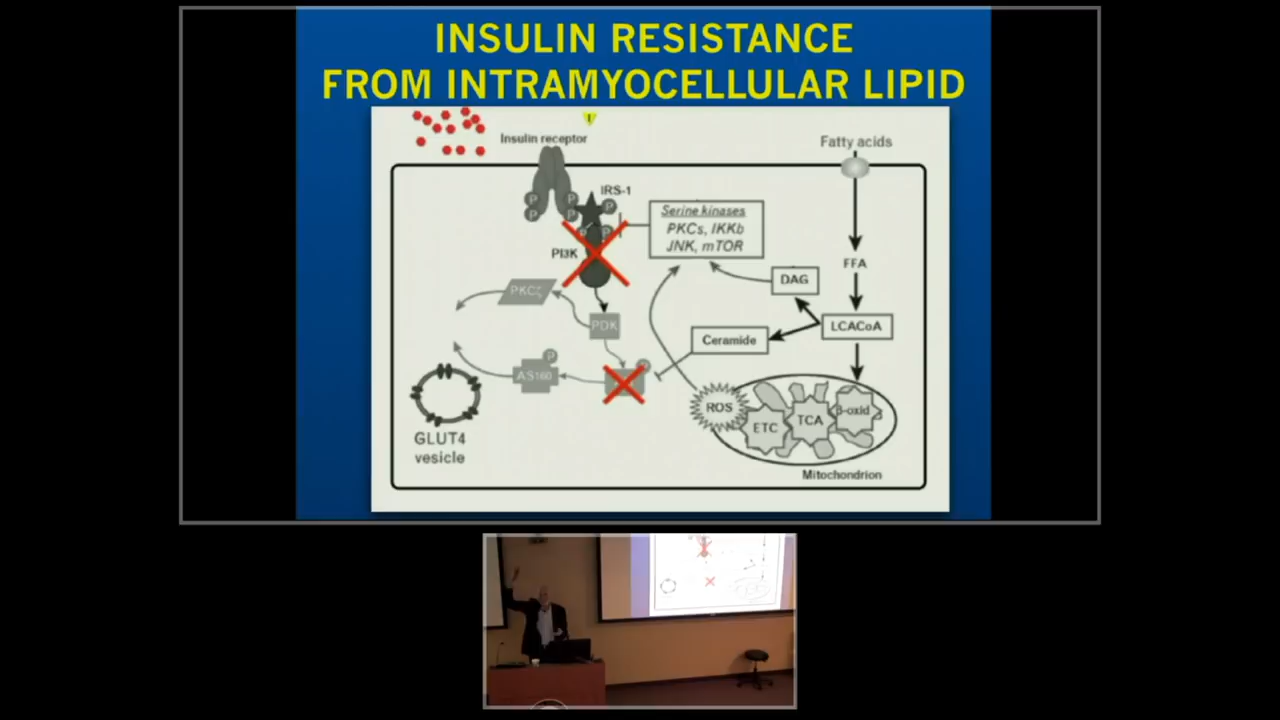 INSULIN RESISTANCE
FROM INTRAMYOCELLULAR LIPID
I
Insulin receptor
Fatty acids
IRS-1
P
P
P
P
P
P
P
Serine kinases
PKCs, IKKb
JNK, mTOR
PI3K
FFA
DAG
PKCζ
PDK
LCACoA
Ceramide
P
AS160
ROS
ETC
TCA
β-oxid
GLUT4
vesicle
Mitochondrion